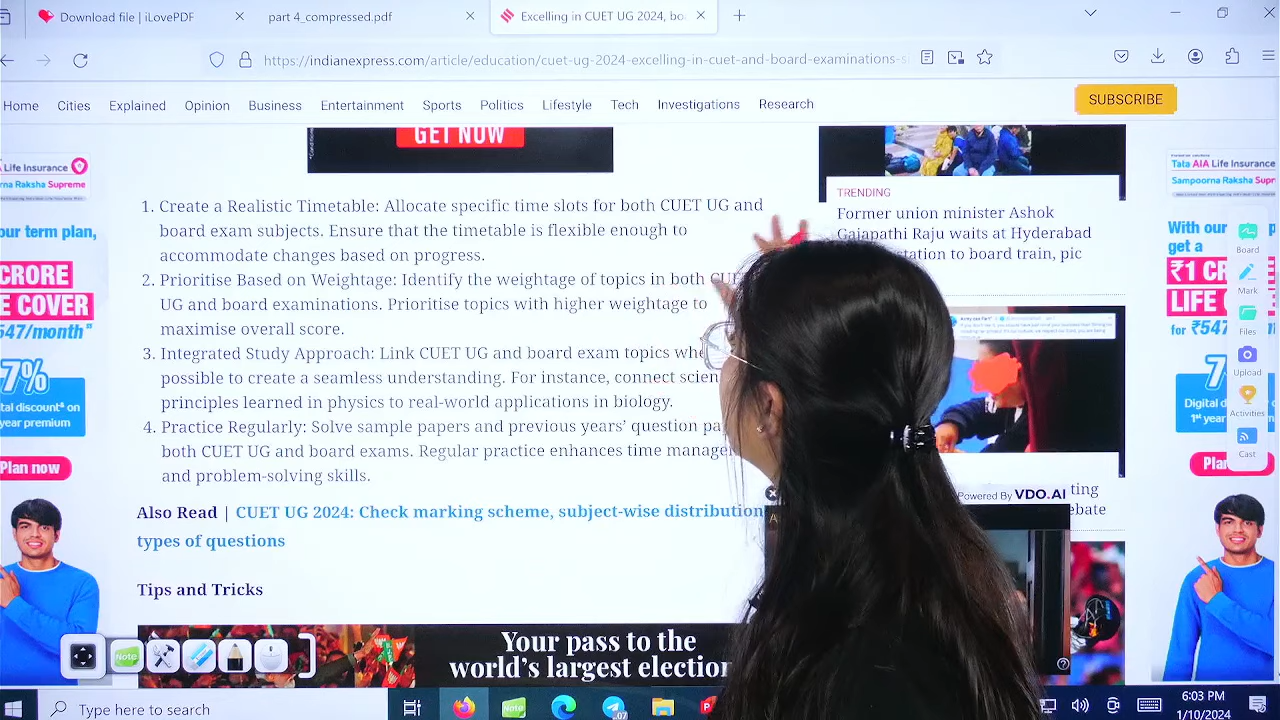 Download file | iLovePDF
part 4_compressed.pdf
Excelling in CUET UG 2024, bo
https://indianexpress.com/article/education/cuet-ug-2024-excelling-in-cuet-and-board-examinations-s
Home Cities Explained Opinion Business Entertainment Sports Politics Lifestyle Tech Investigations Research
SUBSCRIBE
GET NOW
1. Create a Realistic Timetable: Allocate specific for both CUET UG and
board exam subjects. Ensure that the timetable is flexible enough to
commodate changes based on progress.
2. Prioritise Based on Weightage: Identify the weightage of topics in both CUE
UG and board exams. topics with higher weightage to
maximise overall
3. Integrated Study Approach: Link CUET UG and board exam topics whe
possible to create a seamless understanding. For instance, connect scien
principles learned in physics to real-world applications in biology.
4. Practice Regularly: Solve sample papers and previous years' question pa
both CUET UG and board exams. Regular practice enhances time manage
and problem-solving skills.
Also Read | CUET UG 2024: Check marking scheme, subject-wise distribution
types of questions
Tips and Tricks
Your pass to the
world's largest election
TRENDING
Former union minister Ashok
Gajapathi Raju waits at Hyderabad
station to board train, pic
Powered By VDO.AI
ting
ebate
Life Insurance
rna Raksha Supreme
our term plan,
CRORE
E COVER
547/month*
7%
tal discount* on
year premium
Plan now
Tata AIA Life Insurance
Sampoorna Raksha Supr
With our
get a
₹1 CR
LIFE
for ₹547
7
Digital d
1st year
Plan
Board
Mark
Files
Upload
Activities
Cast
Note
Type here to search
Note
6:03 PM
1/10/2024